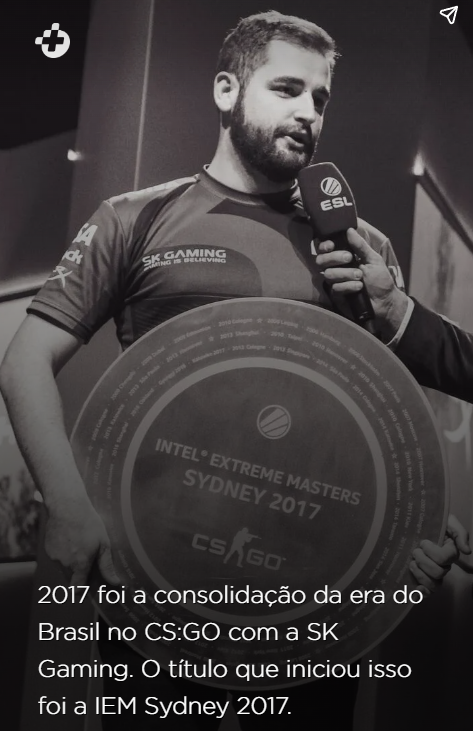 ESL
SK GAMING
GAMING IS BELIEVING
INTEL® EXTREME MASTERS
SYDNEY 2017
CS GO
2017 foi a consolidação da era do
Brasil no CS:GO com a SK
Gaming. O título que iniciou isso
foi a IEM Sydney 2017.